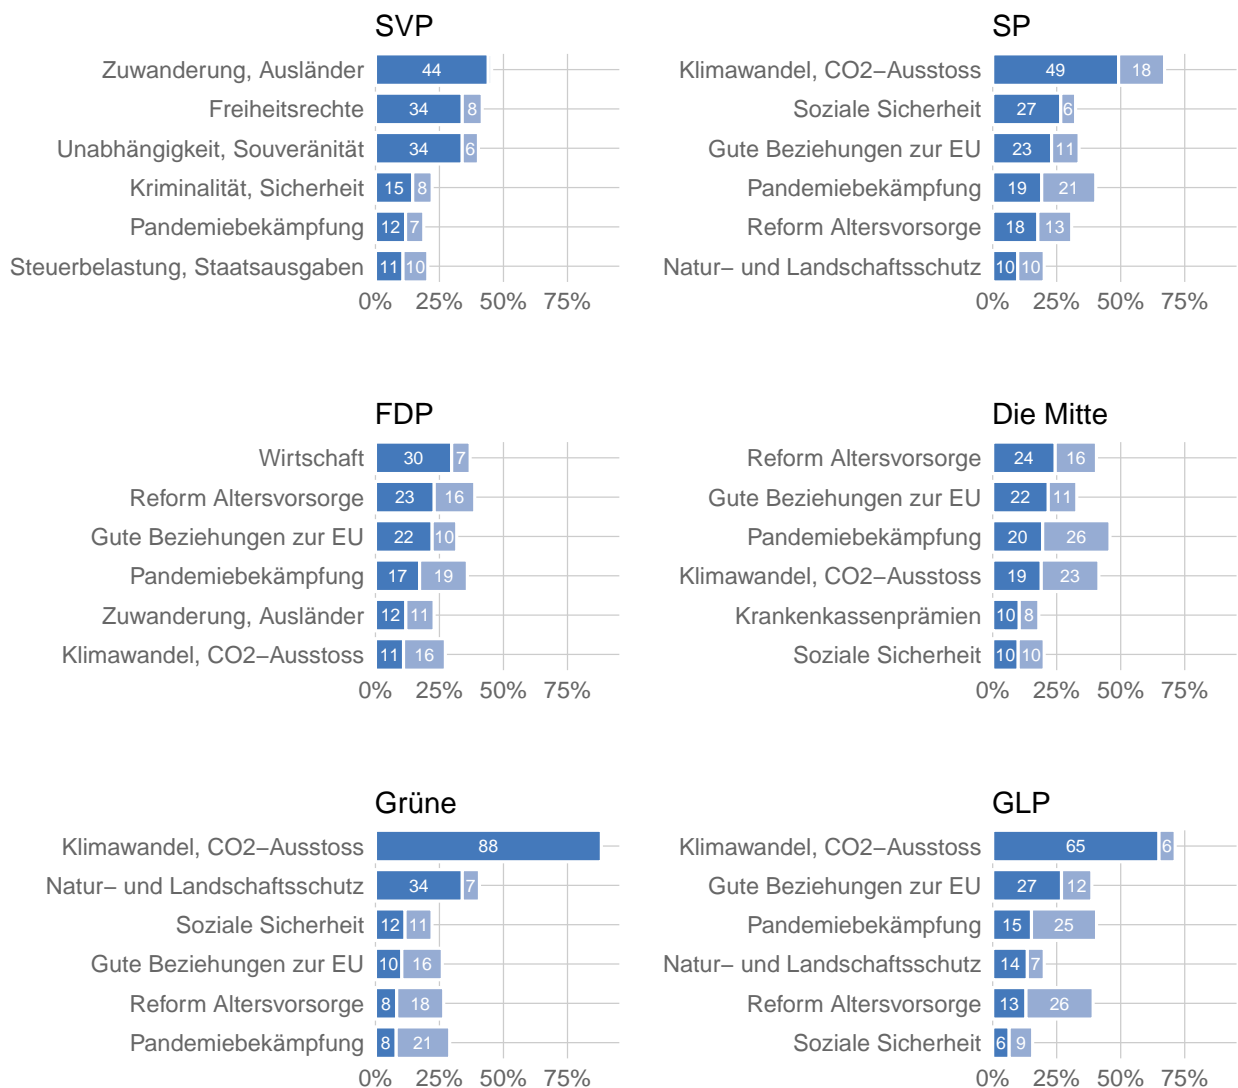 SVP
Zuwanderung, Ausländer 44
Freiheitsrechte 34 8
Unabhängigkeit, Souveränität 34 6
Kriminalität, Sicherheit 15 8
Pandemiebekämpfung 12 7
Steuerbelastung, Staatsausgaben 11 10
0% 25% 50% 75%
SP
Klimawandel, CO2−Ausstoss 49 18
Soziale Sicherheit 27 6
Gute Beziehungen zur EU 23 11
Pandemiebekämpfung 19 21
Reform Altersvorsorge 18 13
Natur− und Landschaftsschutz 10 10
0% 25% 50% 75%
FDP
Wirtschaft 30 7
Reform Altersvorsorge 23 16
Gute Beziehungen zur EU 22 10
Pandemiebekämpfung 17 19
Zuwanderung, Ausländer 12 11
Klimawandel, CO2−Ausstoss 11 16
0% 25% 50% 75%
Die Mitte
Reform Altersvorsorge 24 16
Gute Beziehungen zur EU 22 11
Pandemiebekämpfung 20 26
Klimawandel, CO2−Ausstoss 19 23
Krankenkassenprämien 10 8
Soziale Sicherheit 10 10
0% 25% 50% 75%
Grüne
Klimawandel, CO2−Ausstoss 88
Natur− und Landschaftsschutz 34 7
Soziale Sicherheit 12 11
Gute Beziehungen zur EU 10 16
Reform Altersvorsorge 8 18
Pandemiebekämpfung 8 21
0% 25% 50% 75%
GLP
Klimawandel, CO2−Ausstoss 65 6
Gute Beziehungen zur EU 27 12
Pandemiebekämpfung 15 25
Natur− und Landschaftsschutz 14 7
Reform Altersvorsorge 13 26
Soziale Sicherheit 6 9
0% 25% 50% 75%